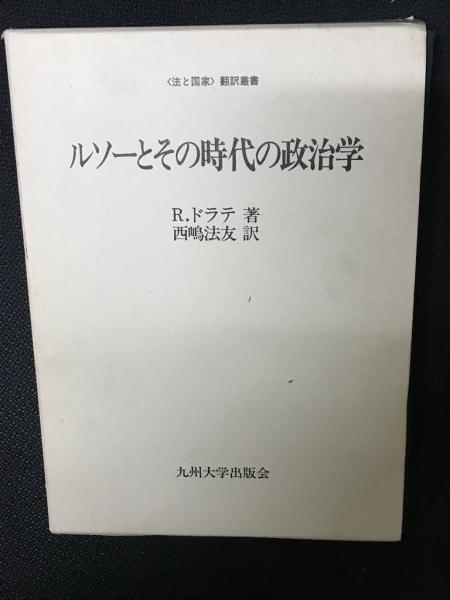 〈法と国家〉翻訳叢書
ルソーとその時代の政治学
R.ドラテ 著
西嶋法友 訳
九州大学出版会